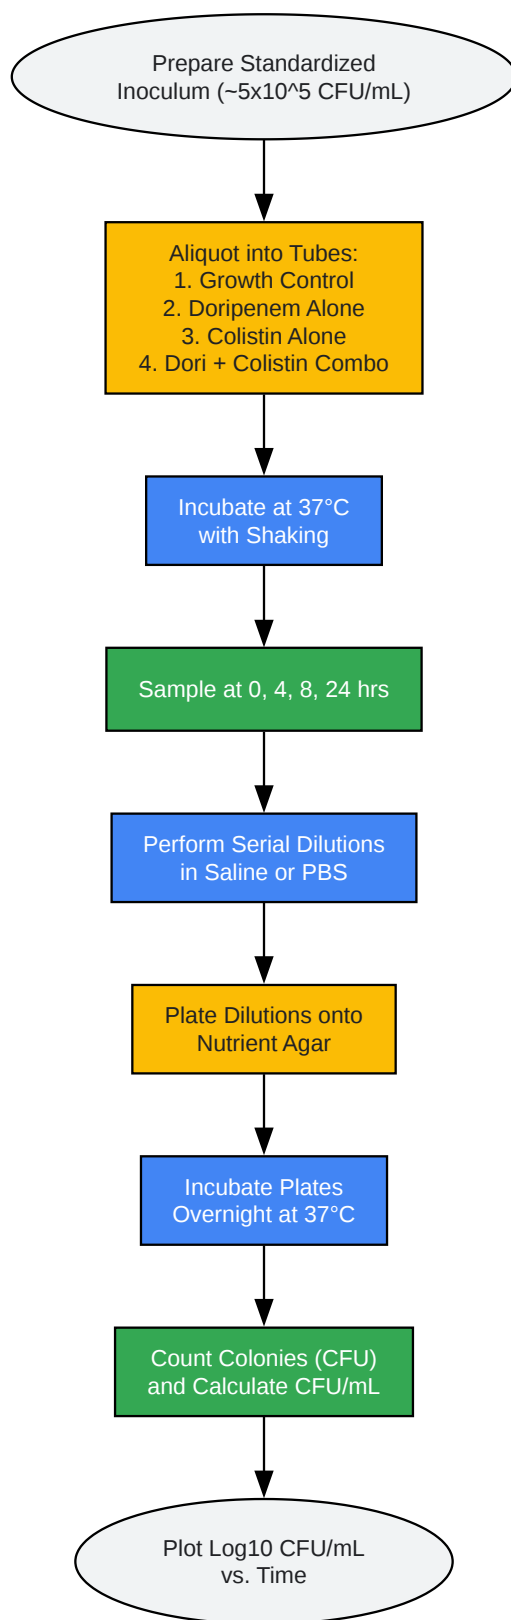 Prepare Standardized
Inoculum (~5x10^5 CFU/mL)
Aliquot into Tubes:
1. Growth Control
2. Doripenem Alone
3. Colistin Alone
4. Dori + Colistin Combo
Incubate at 37°C
with Shaking
Sample at 0, 4, 8, 24 hrs
Perform Serial Dilutions
in Saline or PBS
Plate Dilutions onto
Nutrient Agar
Incubate Plates
Overnight at 37°C
Count Colonies (CFU)
and Calculate CFU/mL
Plot Log10 CFU/mL
vs. Time